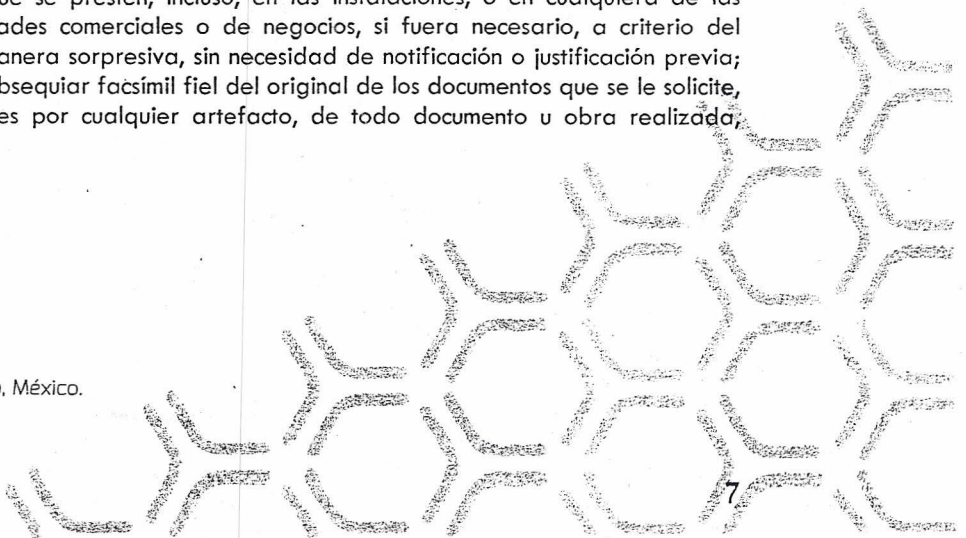 que se presten, incluso, en las instalaciones, o en cualquiera de las
ades comerciales o de negocios, si fuera necesario, a criterio del
anera sorpresiva, sin necesidad de notificación o justificación previa;
bsequiar facsímil fiel del original de los documentos que se le solicite,
es por cualquier artefacto, de todo documento u obra realizada,
, México.
7